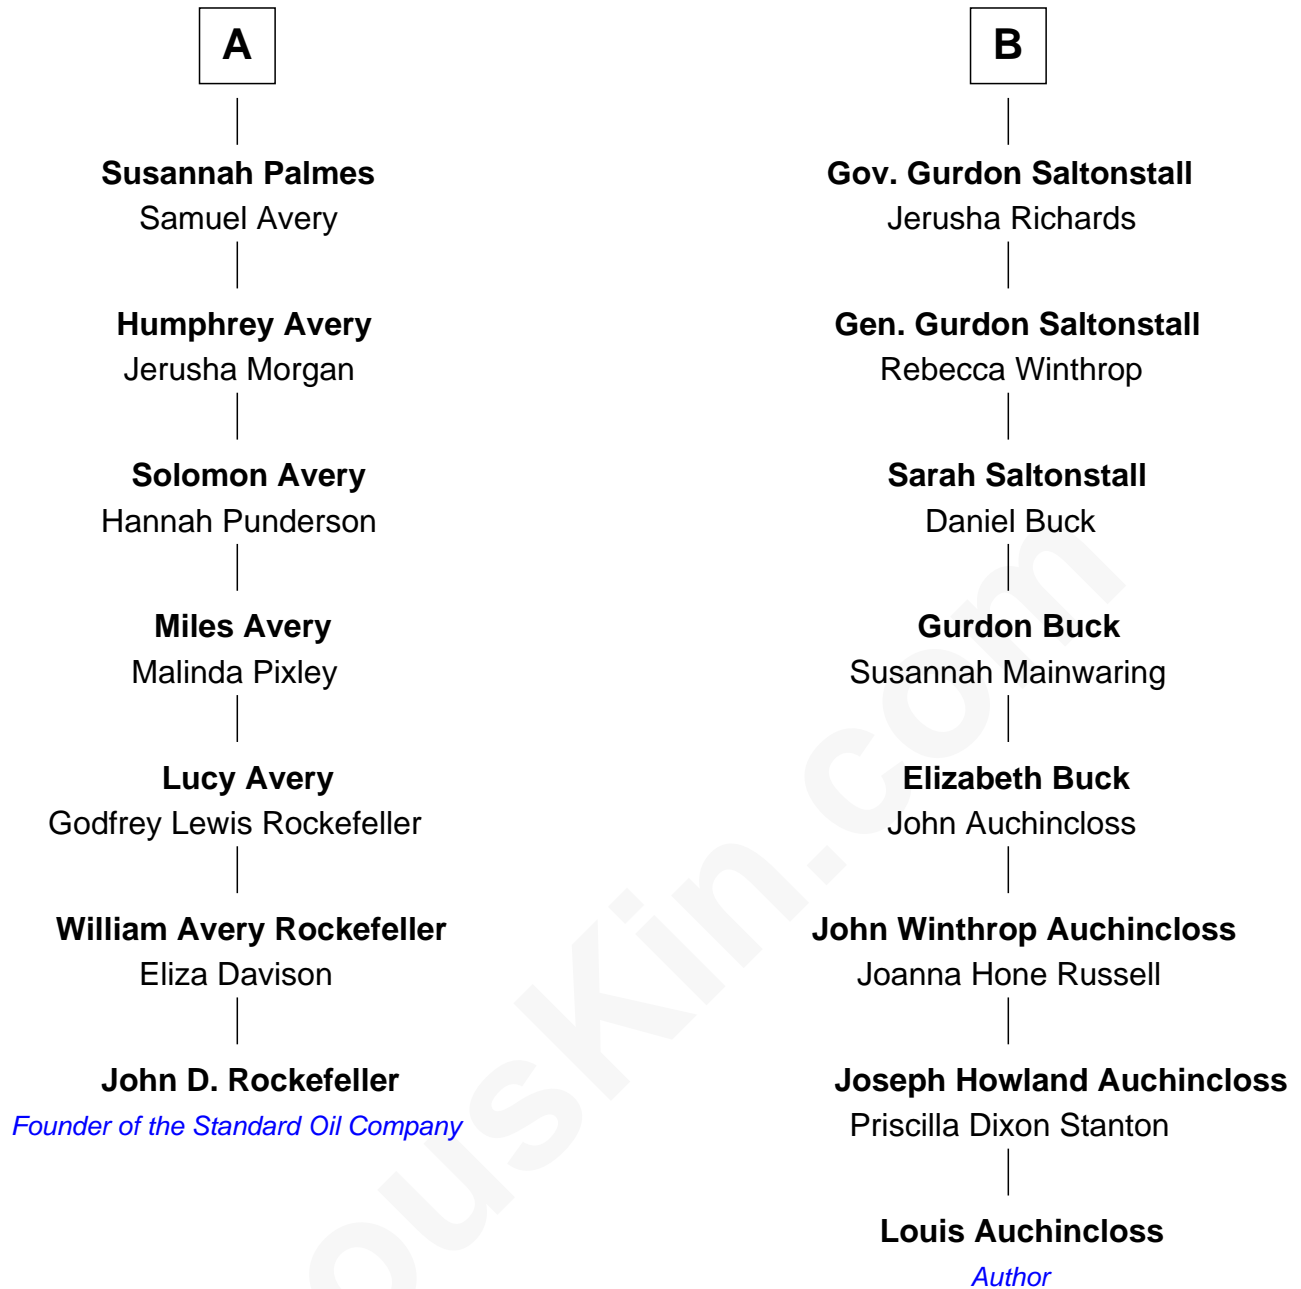 A
Susannah Palmes
Samuel Avery
Humphrey Avery
Jerusha Morgan
Solomon Avery
Hannah Punderson
Miles Avery
Malinda Pixley
Lucy Avery
Godfrey Lewis Rockefeller
William Avery Rockefeller
Eliza Davison
John D. Rockefeller
Founder of the Standard Oil Company
B
Gov. Gurdon Saltonstall
Jerusha Richards
Gen. Gurdon Saltonstall
Rebecca Winthrop
Sarah Saltonstall
Daniel Buck
Gurdon Buck
Susannah Mainwaring
Elizabeth Buck
John Auchincloss
John Winthrop Auchincloss
Joanna Hone Russell
Joseph Howland Auchincloss
Priscilla Dixon Stanton
Louis Auchincloss
Author
ousKin.com